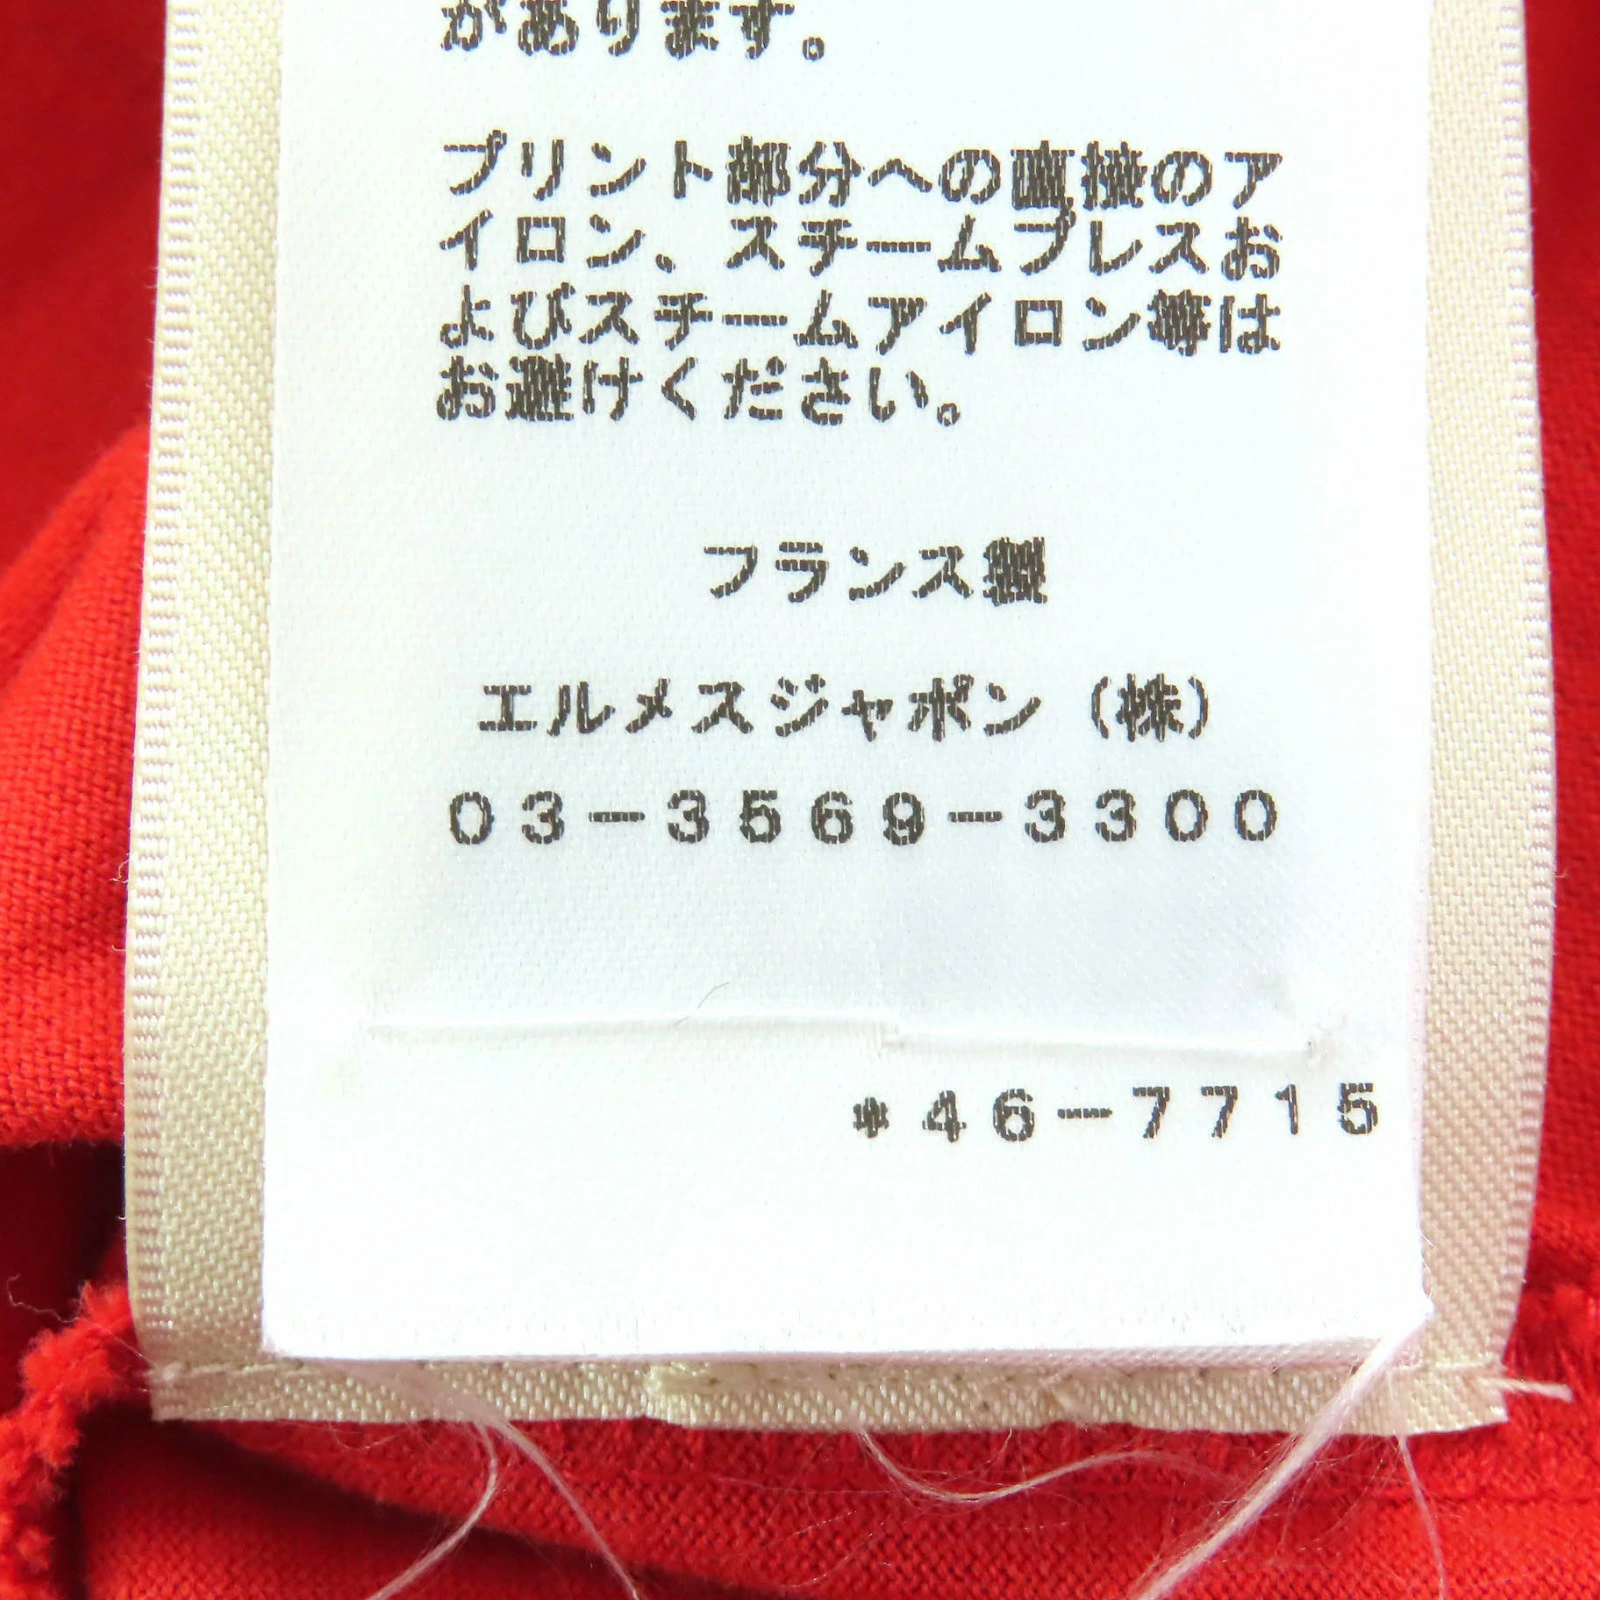 があります。
プリント部分への直接のア
イロン、スチームプレスお
よびスチームアイロン等は
お避けください。
フランス製
エルメスジャポン（株）
０３－３５６９－３３００
＊４６－７７１５